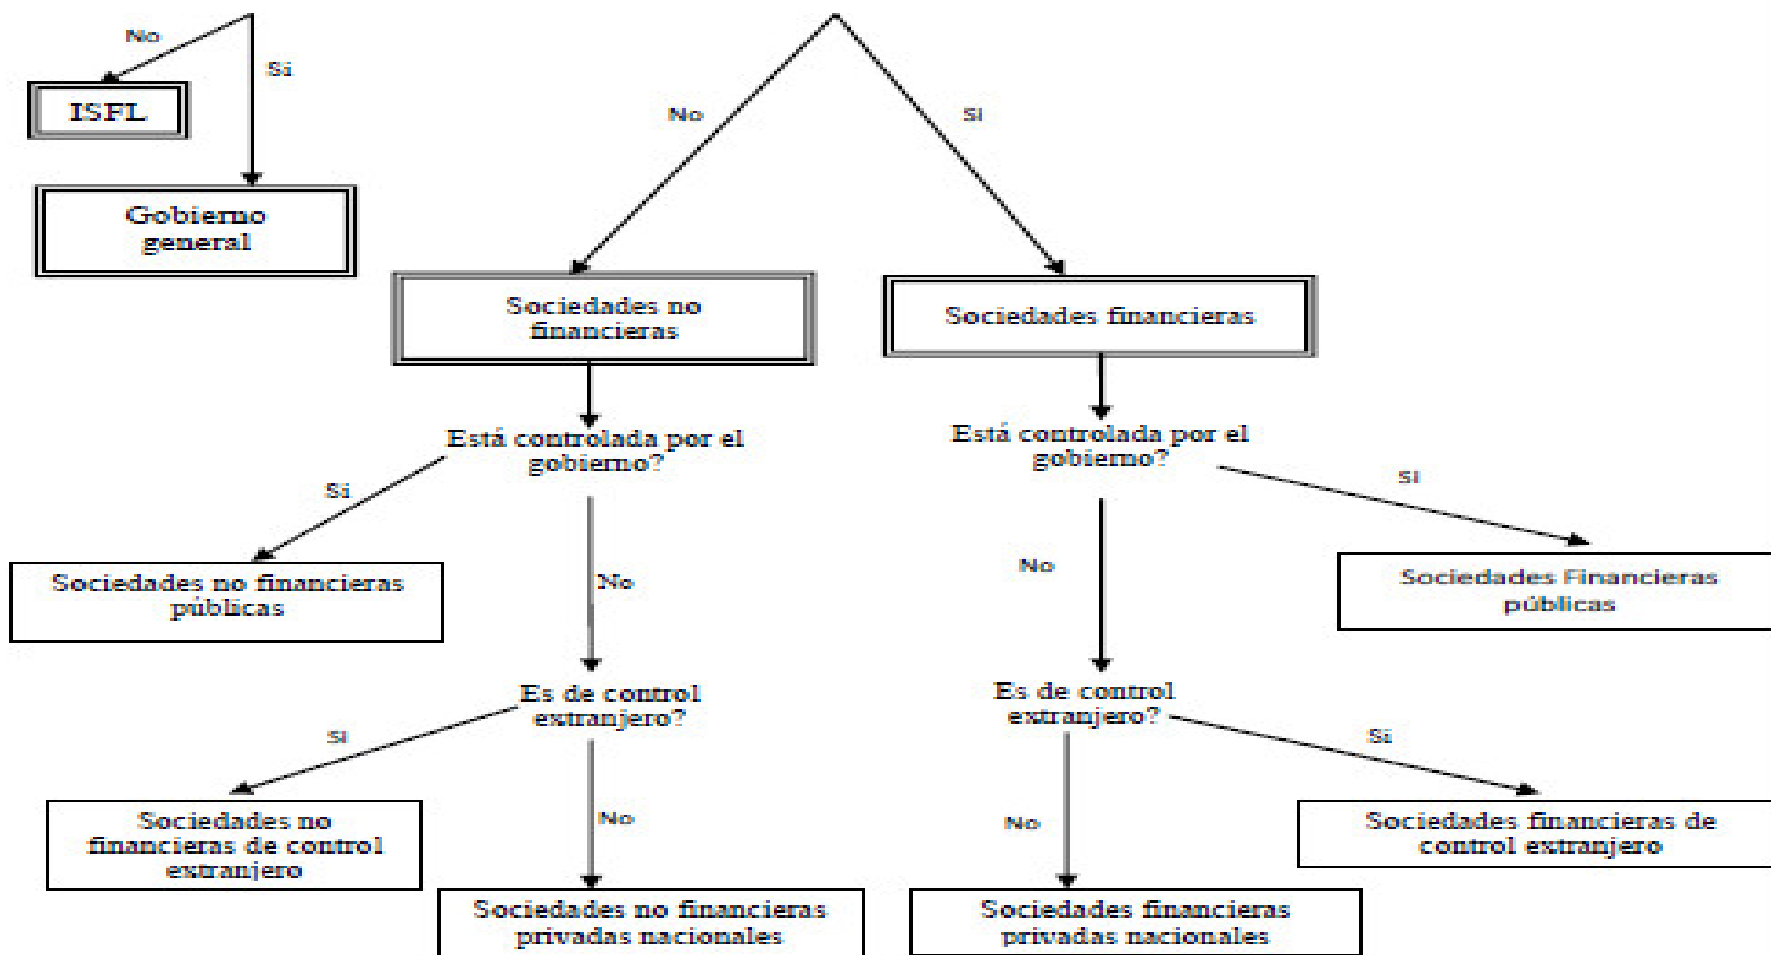 No
Si
ISFL
Gobierno
general
No
Si
Sociedades no
financieras
Sociedades financieras
Está controlada por el
gobierno?
Está controlada por el
gobierno?
Si
Si
No
No
Sociedades no financieras
públicas
Sociedades Financieras
públicas
Es de control
extranjero?
Es de control
extranjero?
Si
Si
No
No
Sociedades no
financieras de control
extranjero
Sociedades financieras de
control extranjero
Sociedades no financieras
privadas nacionales
Sociedades financieras
privadas nacionales